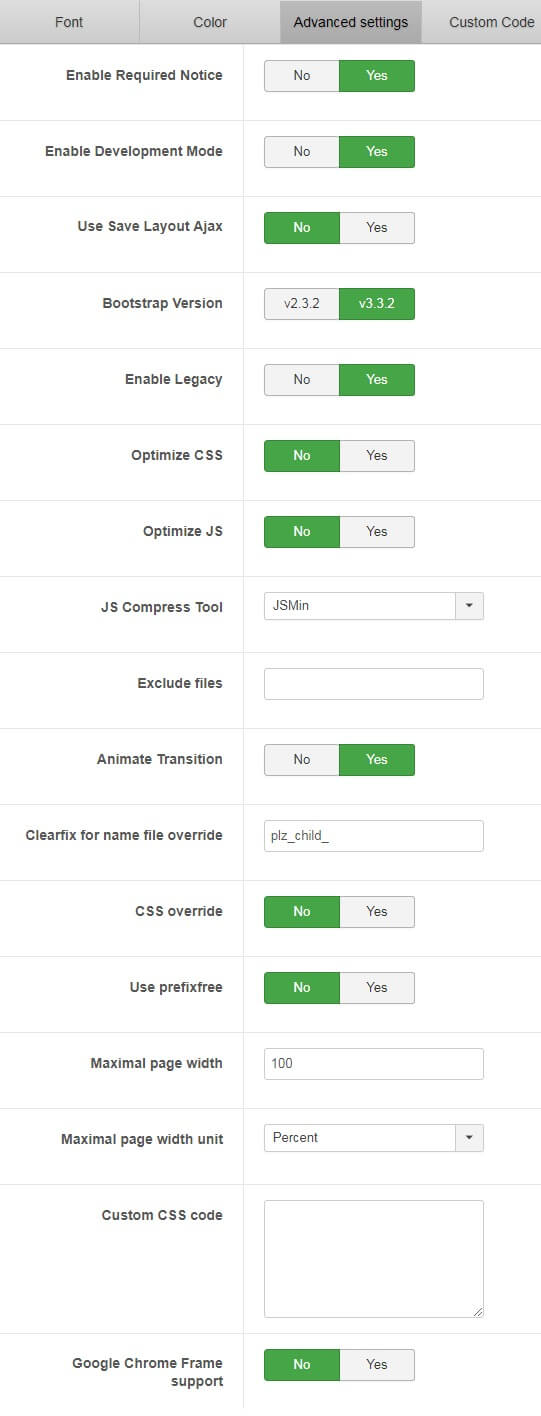 Font Color Advanced settings Custom Code
Enable Required Notice No Yes
Enable Development Mode No Yes
Use Save Layout Ajax No Yes
Bootstrap Version v2.3.2 v3.3.2
Enable Legacy No Yes
Optimize CSS No Yes
Optimize JS No Yes
JS Compress Tool JSMin
Exclude files
Animate Transition No Yes
Clearfix for name file override plz_child_
CSS override No Yes
Use prefixfree No Yes
Maximal page width 100
Maximal page width unit Percent
Custom CSS code
Google Chrome Frame No Yes
support